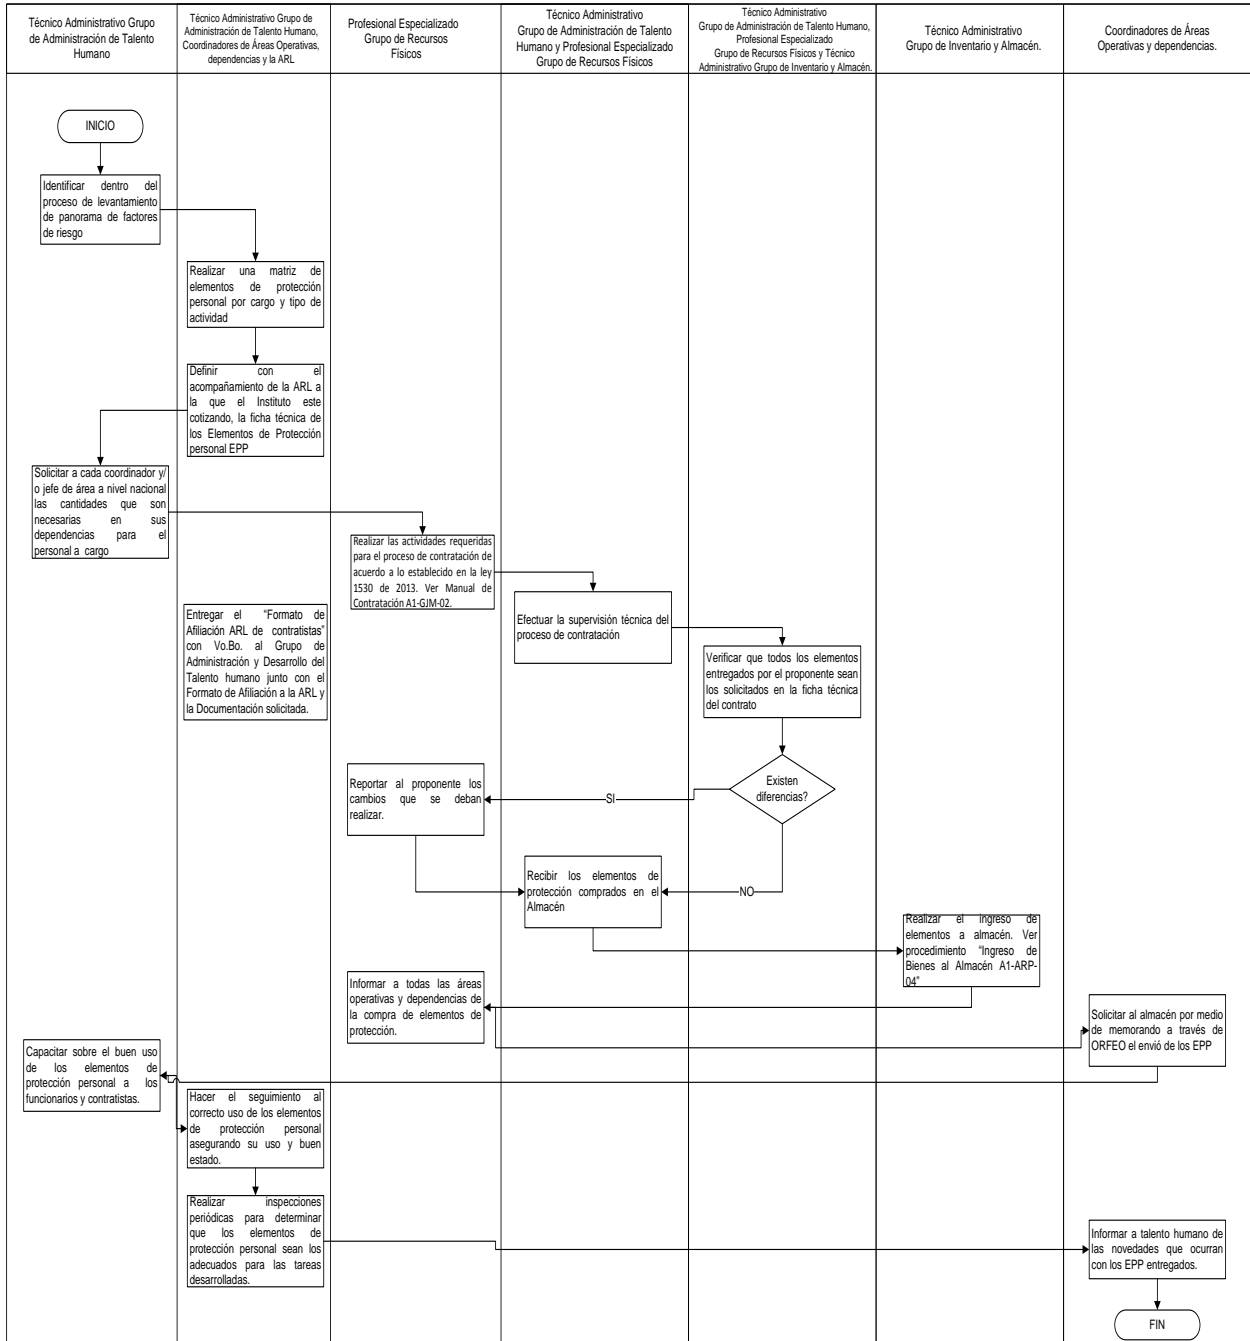 Técnico Administrativo Grupo
de Administración de Talento
Humano
Técnico Administrativo Grupo de
Administración de Talento Humano,
Coordinadores de Áreas Operativas,
dependencias y la ARL
Profesional Especializado
Grupo de Recursos
Físicos
Técnico Administrativo
Grupo de Administración de Talento
Humano y Profesional Especializado
Grupo de Recursos Físicos
Técnico Administrativo
Grupo de Administración de Talento Humano,
Profesional Especializado
Grupo de Recursos Físicos y Técnico
Administrativo Grupo de Inventario y Almacén.
Técnico Administrativo
Grupo de Inventario y Almacén.
Coordinadores de Áreas
Operativas y dependencias.
INICIO
Identificar dentro del
proceso de levantamiento
de panorama de factores
de riesgo
Realizar una matriz de
elementos de protección
personal por cargo y tipo de
actividad
Definir con el
acompañamiento de la ARL a
la que el Instituto este
cotizando, la ficha técnica de
los Elementos de Protección
personal EPP
Solicitar a cada coordinador y/
o jefe de área a nivel nacional
las cantidades que son
necesarias en sus
dependencias para el
personal a cargo
Realizar las actividades requeridas
para el proceso de contratación de
acuerdo a lo establecido en la ley
1530 de 2013. Ver Manual de
Contratación A1-GJM-02.
Efectuar la supervisión técnica del
proceso de contratación
Entregar el “Formato de
Afiliación ARL de contratistas”
con Vo.Bo. al Grupo de
Administración y Desarrollo del
Talento humano junto con el
Formato de Afiliación a la ARL y
la Documentación solicitada.
Verificar que todos los elementos
entregados por el proponente sean
los solicitados en la ficha técnica
del contrato
Existen
diferencias?
SI
Reportar al proponente los
cambios que se deban
realizar.
NO
Recibir los elementos de
protección comprados en el
Almacén
Realizar el ingreso de
elementos a almacén. Ver
procedimiento “Ingreso de
Bienes al Almacén A1-ARP-
04”
Informar a todas las áreas
operativas y dependencias de
la compra de elementos de
protección.
Solicitar al almacén por medio
de memorando a través de
ORFEO el envió de los EPP
Capacitar sobre el buen uso
de los elementos de
protección personal a los
funcionarios y contratistas.
Hacer el seguimiento al
correcto uso de los elementos
de protección personal
asegurando su uso y buen
estado.
Realizar inspecciones
periódicas para determinar
que los elementos de
protección personal sean los
adecuados para las tareas
desarrolladas.
Informar a talento humano de
las novedades que ocurran
con los EPP entregados.
FIN